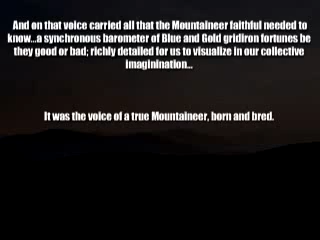 And on that voice carried all that the Mountaineer faithful needed to
know...a synchronous barometer of Blue and Gold gridiron fortunes be
they good or bad; richly detailed for us to visualize in our collective
imaginination...
It was the voice of a true Mountaineer, born and bred.